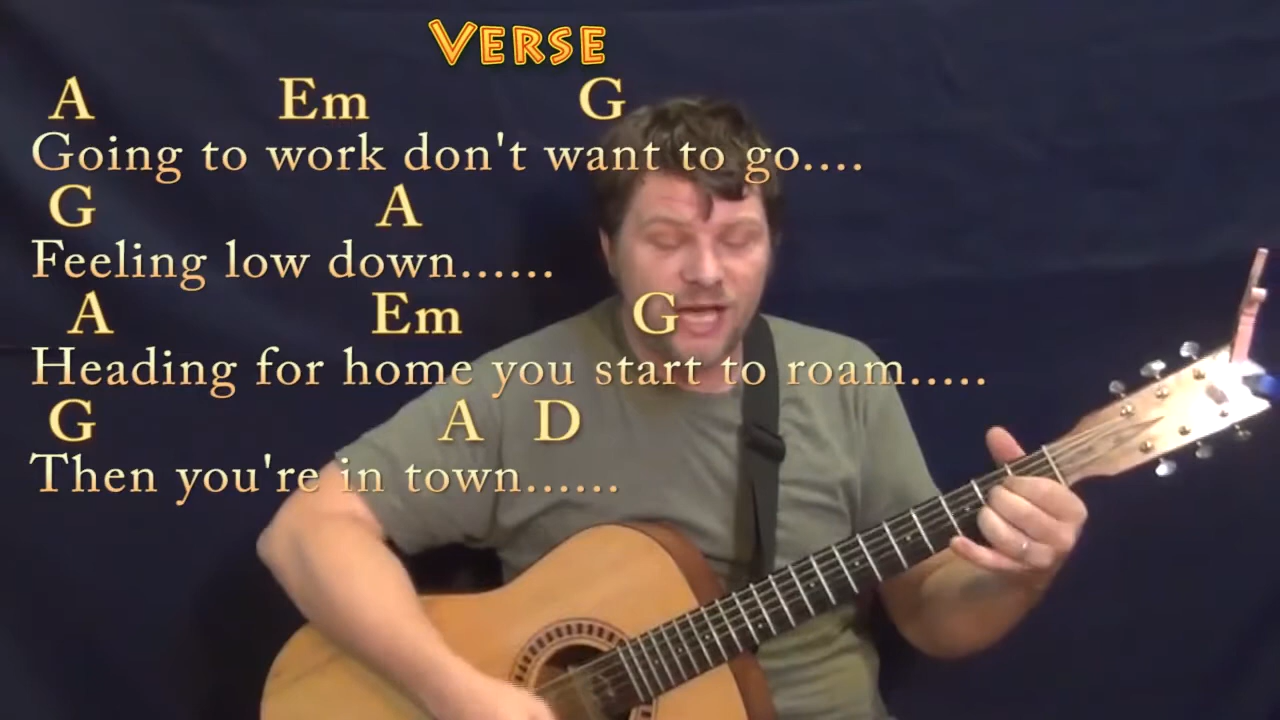 VERSE
A Em G
Going to work don't want to go....
G A
Feeling low down......
A Em G
Heading for home you start to roam.....
G A D
Then you're in town......